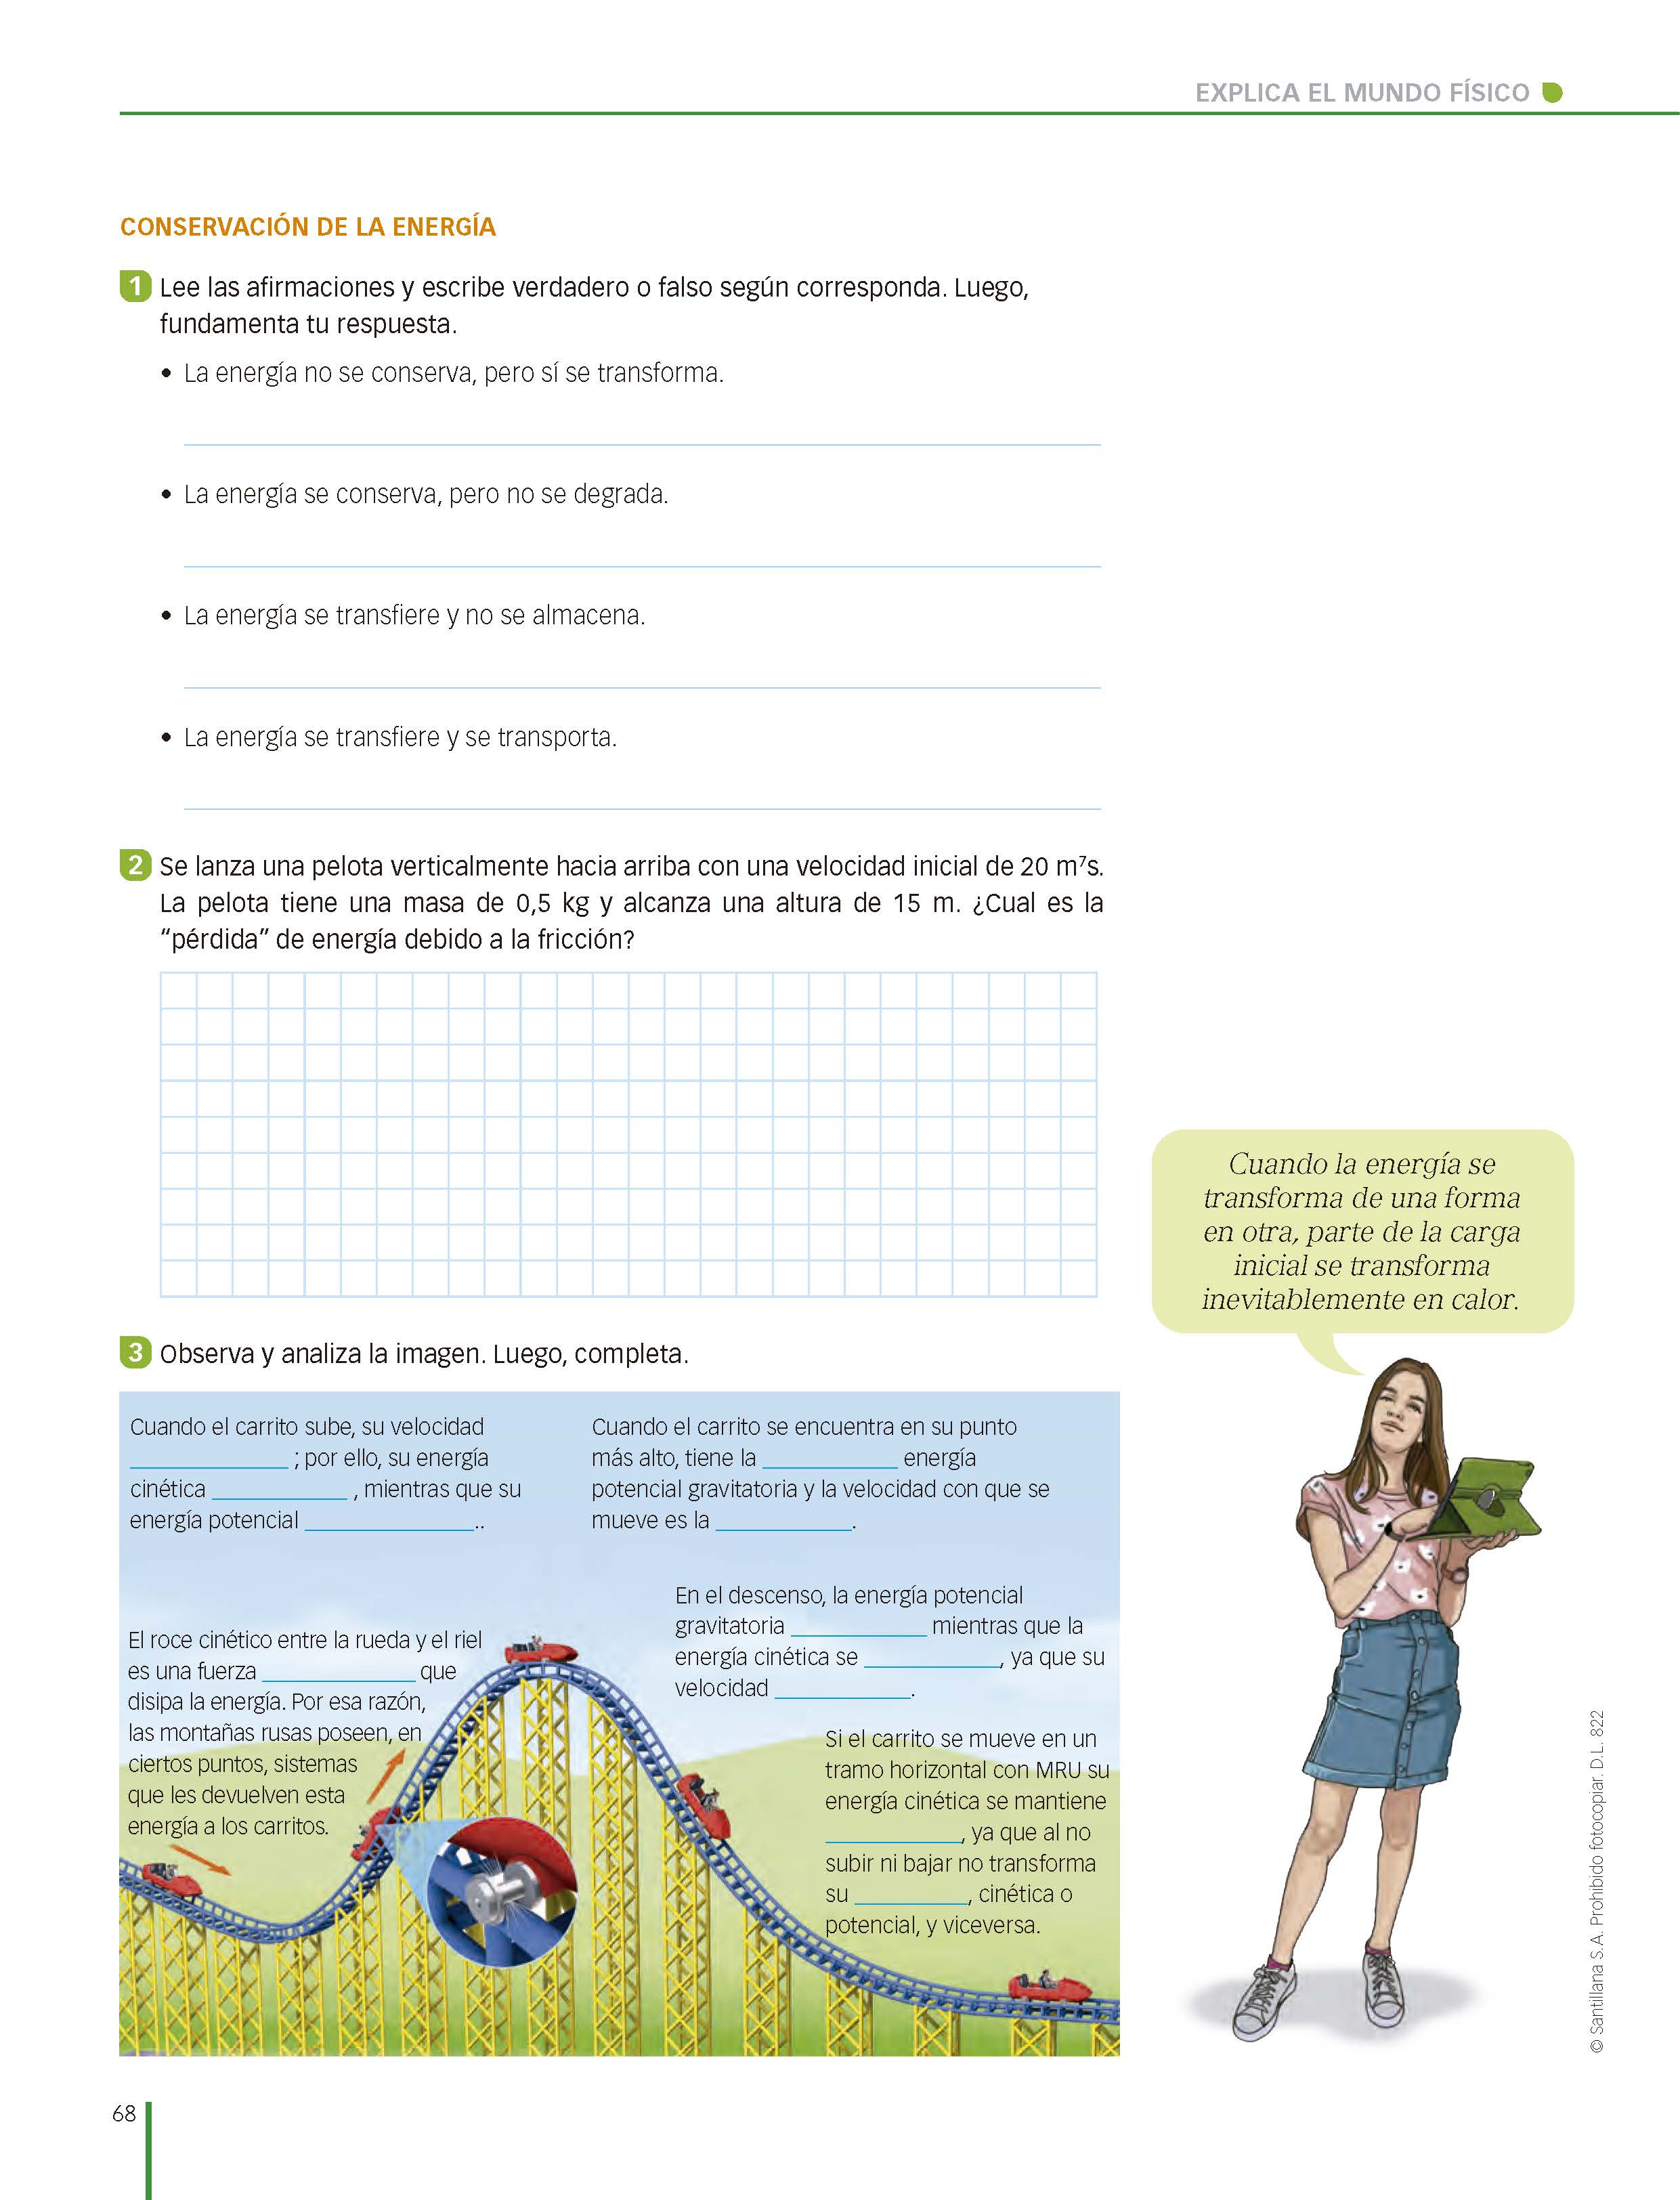 EXPLICA EL MUNDO FÍSICO
CONSERVACIÓN DE LA ENERGÍA
1 Lee las afirmaciones y escribe verdadero o falso según corresponda. Luego,
fundamenta tu respuesta.
• La energía no se conserva, pero sí se transforma.
• La energía se conserva, pero no se degrada.
• La energía se transfiere y no se almacena.
• La energía se transfiere y se transporta.
2 Se lanza una pelota verticalmente hacia arriba con una velocidad inicial de 20 m⁷s.
La pelota tiene una masa de 0,5 kg y alcanza una altura de 15 m. ¿Cual es la
“pérdida” de energía debido a la fricción?
Cuando la energía se
transforma de una forma
en otra, parte de la carga
inicial se transforma
inevitablemente en calor.
3 Observa y analiza la imagen. Luego, completa.
Cuando el carrito sube, su velocidad
____________ ; por ello, su energía
cinética __________ , mientras que su
energía potencial ____________..
Cuando el carrito se encuentra en su punto
más alto, tiene la __________ energía
potencial gravitatoria y la velocidad con que se
mueve es la __________.
En el descenso, la energía potencial
gravitatoria __________ mientras que la
energía cinética se __________, ya que su
velocidad __________.
El roce cinético entre la rueda y el riel
es una fuerza ____________ que
disipa la energía. Por esa razón,
las montañas rusas poseen, en
ciertos puntos, sistemas
que les devuelven esta
energía a los carritos.
Si el carrito se mueve en un
tramo horizontal con MRU su
energía cinética se mantiene
__________, ya que al no
subir ni bajar no transforma
su ________, cinética o
potencial, y viceversa.
© Santillana S.A. Prohibido fotocopiar. D.L. 822
68